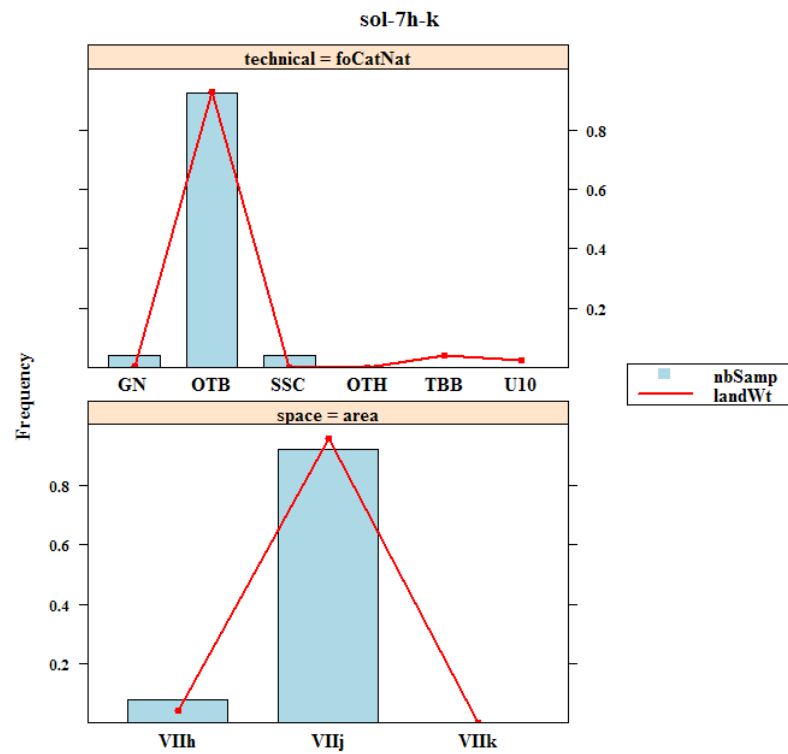 sol-7h-k
technical = foCatNat
0.8
0.6
0.4
0.2
GN OTB SSC OTH TBB U10
Frequency
nbSamp
landWt
space = area
0.8
0.6
0.4
0.2
VIIh VIIj VIIk